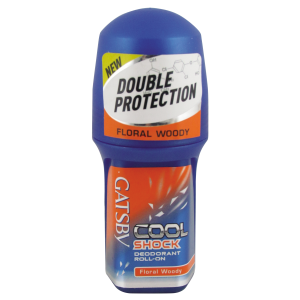 NEW
DOUBLE
PROTECTION
FLORAL WOODY
GATSBY
COOL
SHOCK
DEODORANT
ROLL-ON
Floral Woody